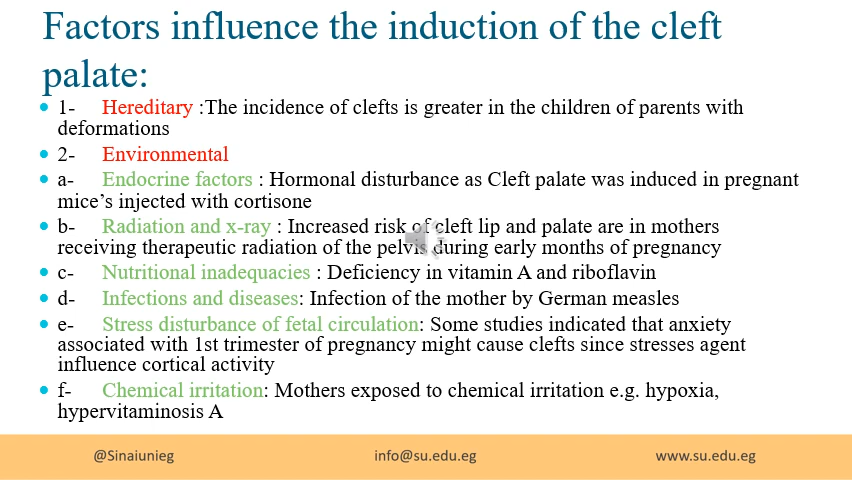 Factors influence the induction of the cleft
palate:
1- Hereditary :The incidence of clefts is greater in the children of parents with
deformations
2- Environmental
a- Endocrine factors : Hormonal disturbance as Cleft palate was induced in pregnant
mice’s injected with cortisone
b- Radiation and x-ray : Increased risk of cleft lip and palate are in mothers
receiving therapeutic radiation of the pelvis during early months of pregnancy
c- Nutritional inadequacies : Deficiency in vitamin A and riboflavin
d- Infections and diseases: Infection of the mother by German measles
e- Stress disturbance of fetal circulation: Some studies indicated that anxiety
associated with 1st trimester of pregnancy might cause clefts since stresses agent
influence cortical activity
f- Chemical irritation: Mothers exposed to chemical irritation e.g. hypoxia,
hypervitaminosis A
@Sinaiunieg info@su.edu.eg www.su.edu.eg